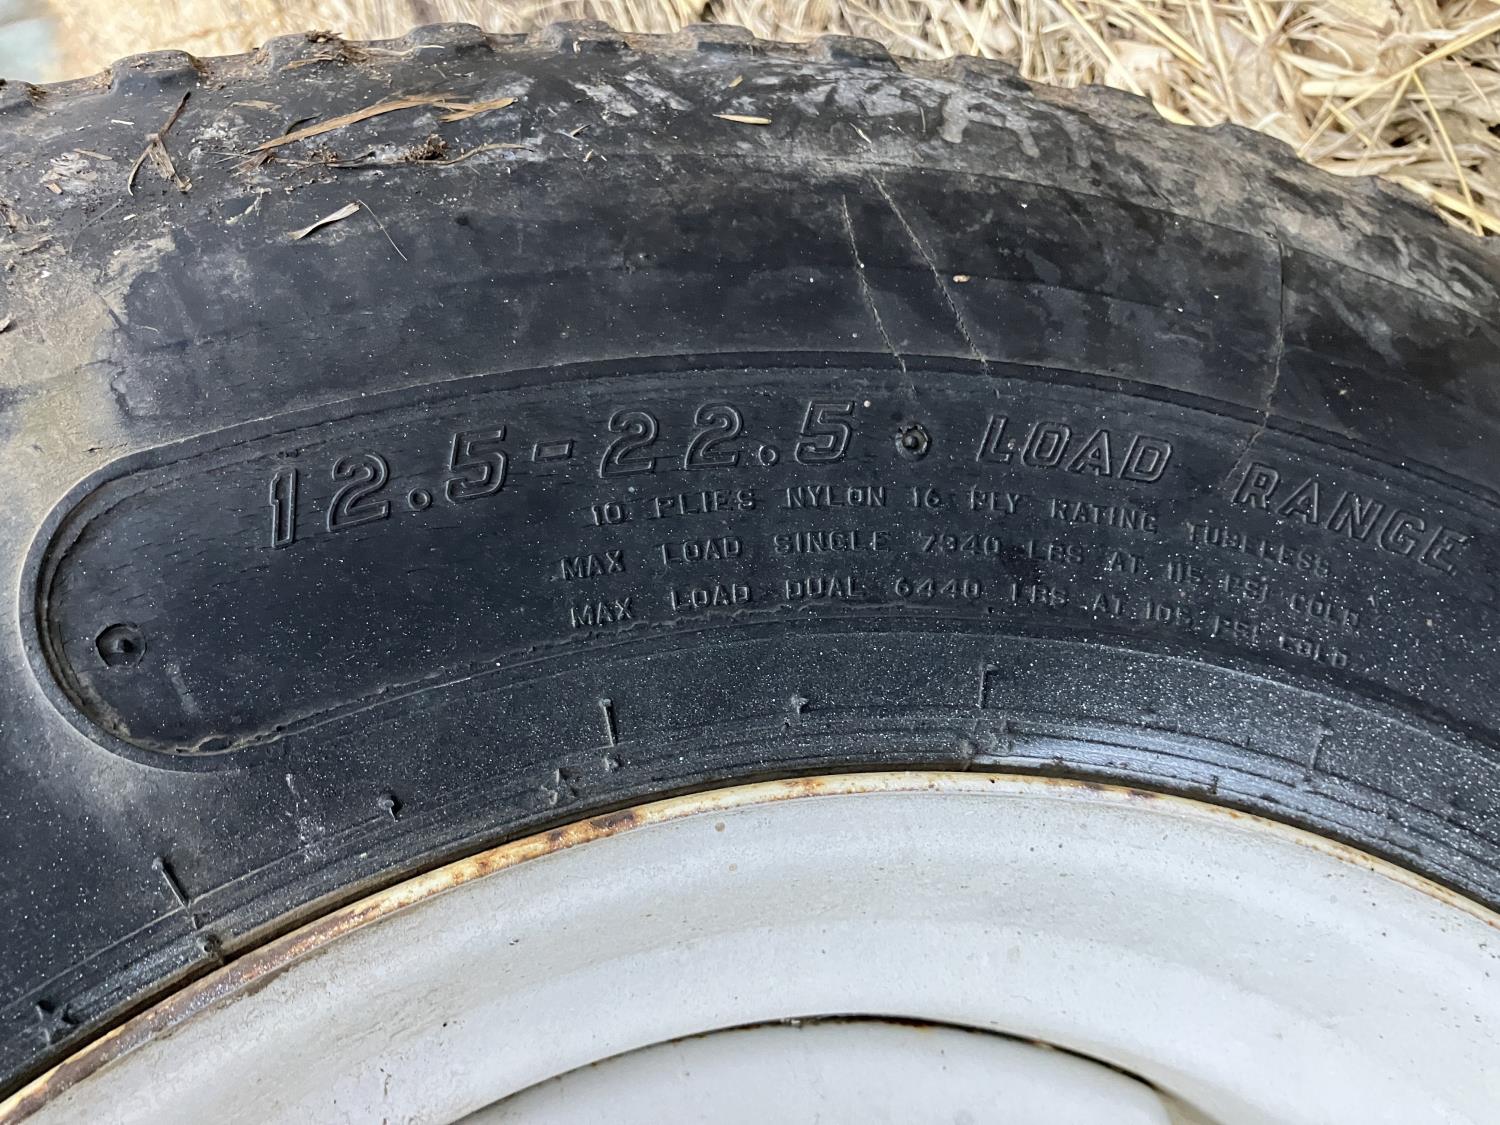 12.5-22.5 LOAD RANGE
10 PLIES NYLON 16 PLY RATING TUBELESS
MAX LOAD SINGLE 7340 LBS AT 115 PSI COLD
MAX LOAD DUAL 6440 LBS AT 105 PSI COLD